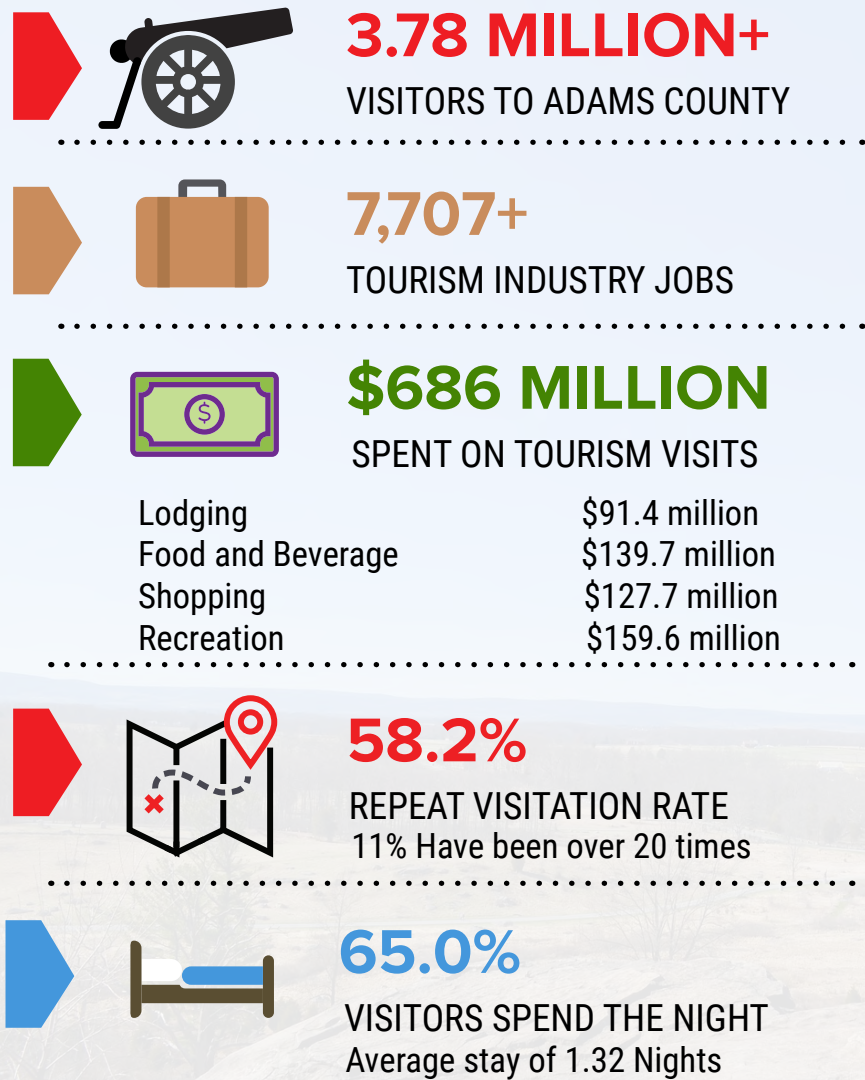 3.78 MILLION+
VISITORS TO ADAMS COUNTY
7,707+
TOURISM INDUSTRY JOBS
$686 MILLION
$
SPENT ON TOURISM VISITS
Lodging $91.4 million
Food and Beverage $139.7 million
Shopping $127.7 million
Recreation $159.6 million
58.2%
REPEAT VISITATION RATE
11% Have been over 20 times
65.0%
VISITORS SPEND THE NIGHT
Average stay of 1.32 Nights